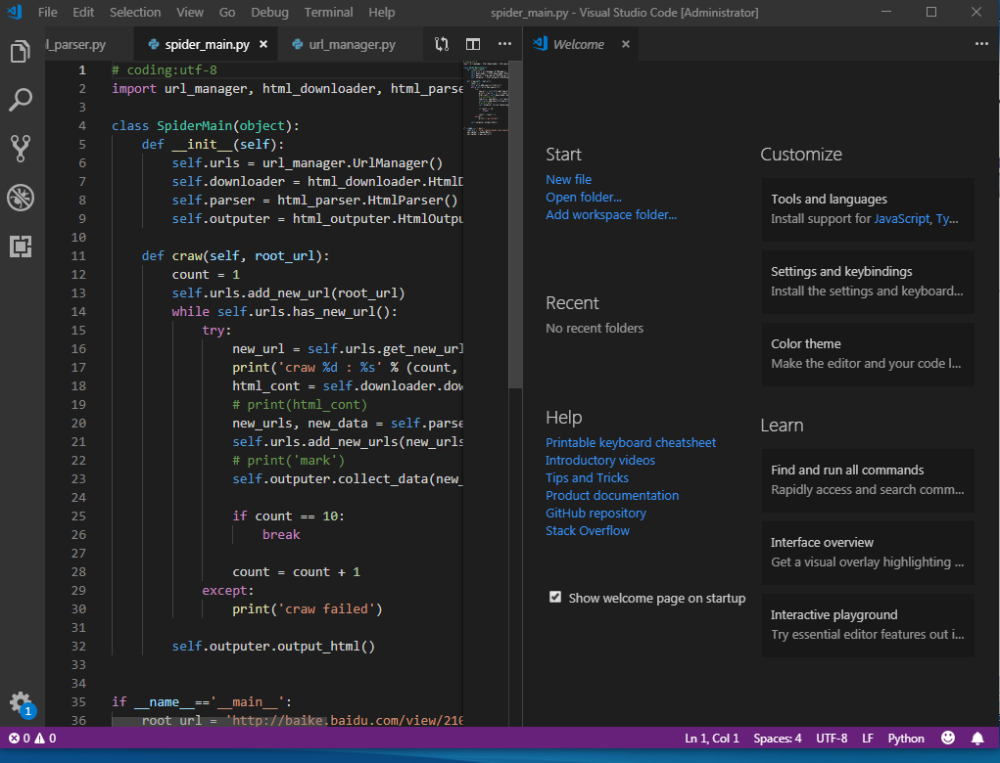 File Edit Selection View Go Debug Terminal Help spider_main.py - Visual Studio Code [Administrator]
l_parser.py spider_main.py × url_manager.py ··· Welcome × ···
1 # coding:utf-8
2 import url_manager, html_downloader, html_parse
3
4 class SpiderMain(object):
5 def __init__(self):
6 self.urls = url_manager.UrlManager()
7 self.downloader = html_downloader.HtmlD
8 self.parser = html_parser.HtmlParser()
9 self.outputer = html_outputer.HtmlOutpu
10
11 def craw(self, root_url):
12 count = 1
13 self.urls.add_new_url(root_url)
14 while self.urls.has_new_url():
15 try:
16 new_url = self.urls.get_new_url
17 print('craw %d : %s' % (count,
18 html_cont = self.downloader.dow
19 # print(html_cont)
20 new_urls, new_data = self.parse
21 self.urls.add_new_urls(new_urls
22 # print('mark')
23 self.outputer.collect_data(new_
24
25 if count == 10:
26 break
27
28 count = count + 1
29 except:
30 print('craw failed')
31
32 self.outputer.output_html()
33
34
35 if __name__=='__main__':
36 root_url = 'http://baike.baidu.com/view/210
Start
New file
Open folder...
Add workspace folder...
Recent
No recent folders
Help
Printable keyboard cheatsheet
Introductory videos
Tips and Tricks
Product documentation
GitHub repository
Stack Overflow
Show welcome page on startup
Customize
Tools and languages
Install support for JavaScript, Ty...
Settings and keybindings
Install the settings and keyboard...
Color theme
Make the editor and your code l...
Learn
Find and run all commands
Rapidly access and search comm...
Interface overview
Get a visual overlay highlighting ...
Interactive playground
Try essential editor features out i...
1
0 0 Ln 1, Col 1 Spaces: 4 UTF-8 LF Python